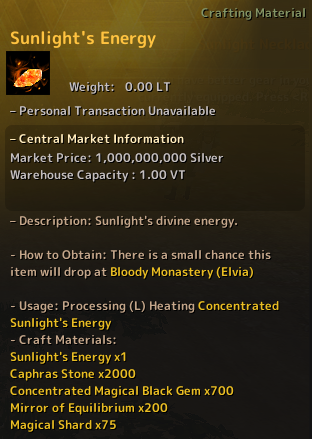 Crafting Material
Sunlight's Energy
Weight: 0.00 LT
– Personal Transaction Unavailable
– Central Market Information
Market Price: 1,000,000,000 Silver
Warehouse Capacity : 1.00 VT
– Description: Sunlight's divine energy.
- How to Obtain: There is a small chance this
item will drop at Bloody Monastery (Elvia)
- Usage: Processing (L) Heating Concentrated
Sunlight's Energy
- Craft Materials:
Sunlight's Energy x1
Caphras Stone x2000
Concentrated Magical Black Gem x700
Mirror of Equilibrium x200
Magical Shard x75